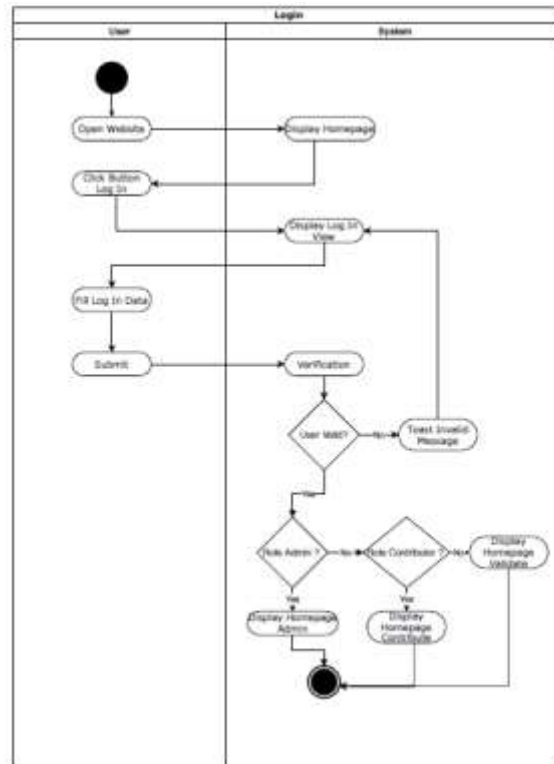 Login
User
System
Open Website
Display Homepage
Click Button
Log In
Display Log In
View
Fill Log In Data
Submit
Verification
User Valid?
No
Toast Invalid
Message
Yes
Role Admin ?
No
Role Contributor ?
No
Display
Homepage
Validate
Yes
Yes
Display Homepage
Admin
Display
Homepage
Contribute